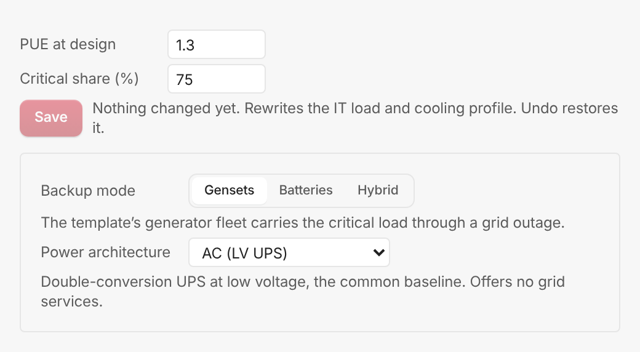 PUE at design 1.3
Critical share (%) 75
Save Nothing changed yet. Rewrites the IT load and cooling profile. Undo restores
it.
Backup mode Gensets Batteries Hybrid
The template’s generator fleet carries the critical load through a grid outage.
Power architecture AC (LV UPS)
Double-conversion UPS at low voltage, the common baseline. Offers no grid
services.